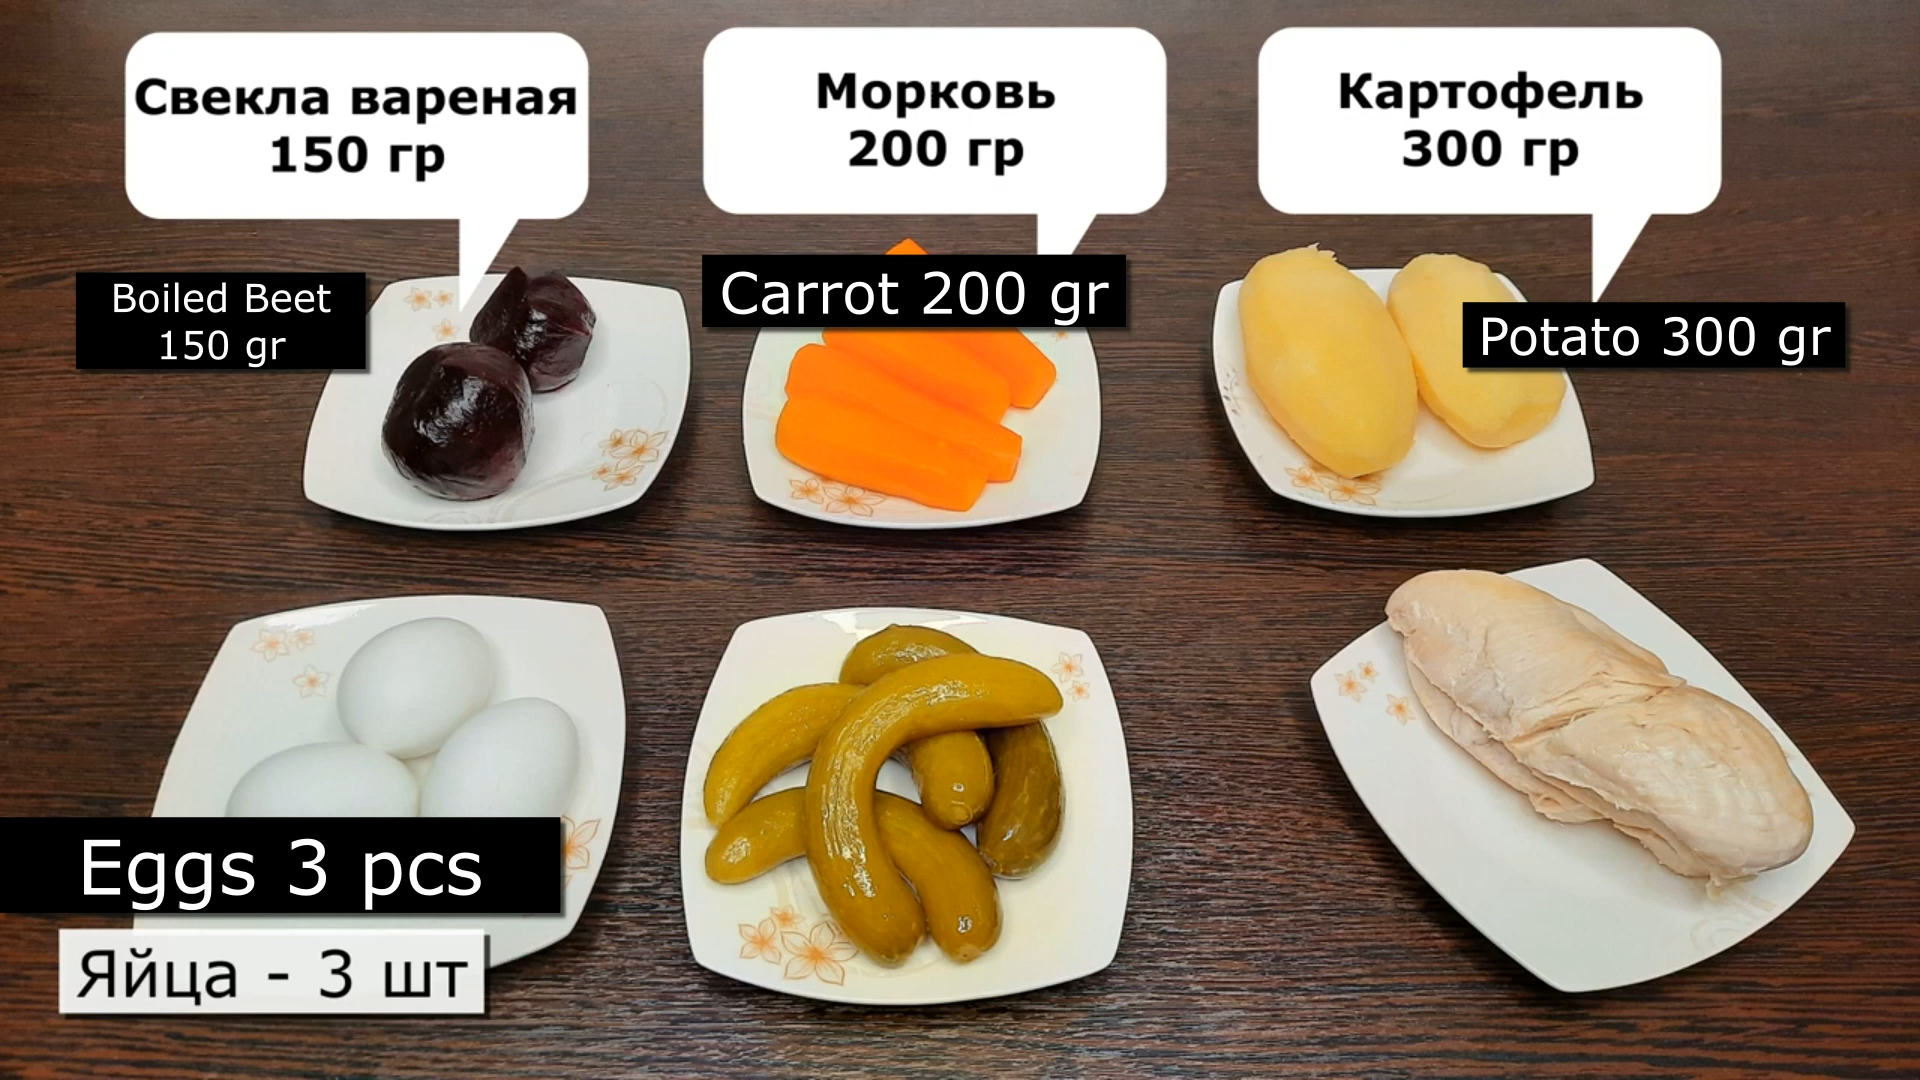 Свекла вареная
150 гр
Морковь
200 гр
Картофель
300 гр
Boiled Beet
150 gr
Carrot 200 gr
Potato 300 gr
Eggs 3 pcs
Яйца - 3 шт